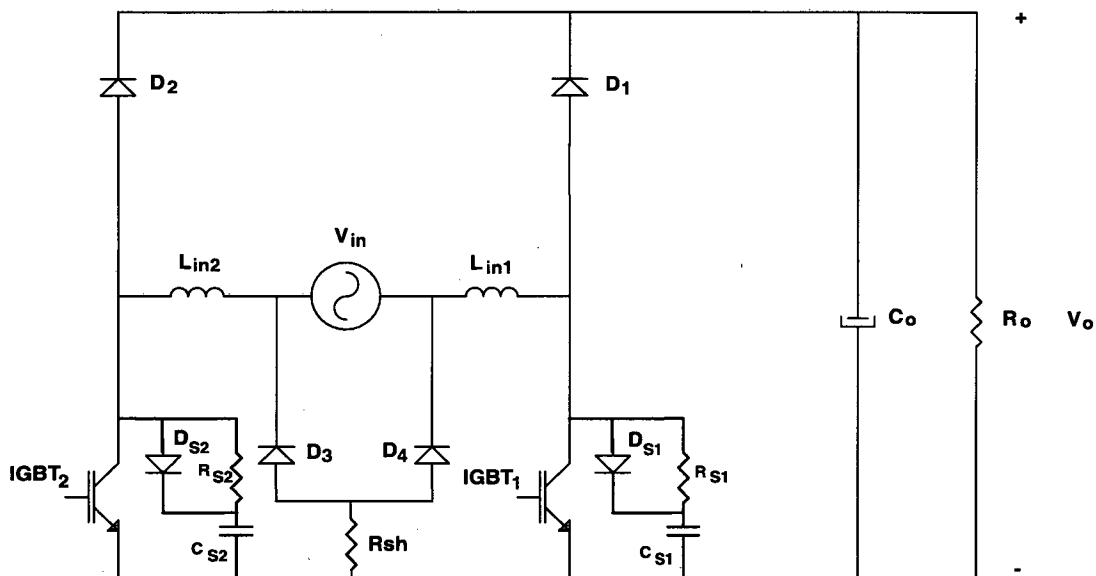 +
D2
D1
Vin
Lin2
Lin1
Co
Ro
Vo
DS2
RS2
D3
D4
DS1
RS1
IGBT2
IGBT1
CS2
Rsh
CS1
-